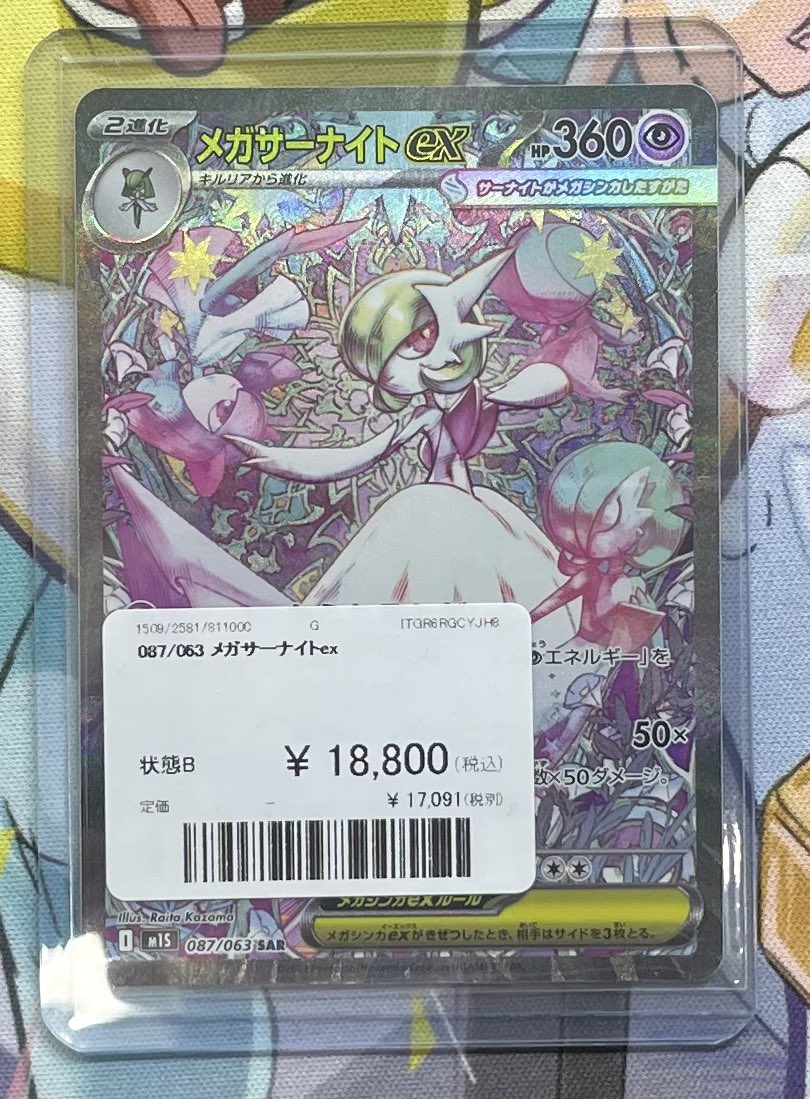 2進化
メガサーナイトex
HP360
キルリアから進化
サーナイトがメガシンカしたすがた
1509/2581/81100C G ITGR6RGCYJH6
087/063 メガサーナイトex
状態B ¥ 18,800(税込)
定価 − ¥ 17,091(税別)
エネルギー」を
50×
数×50ダメージ。
メガシンカexルール
メガシンカexがきぜつしたとき、相手はサイドを3枚とる。
Illus. Raita Kazama
I m1S 087/063 SAR